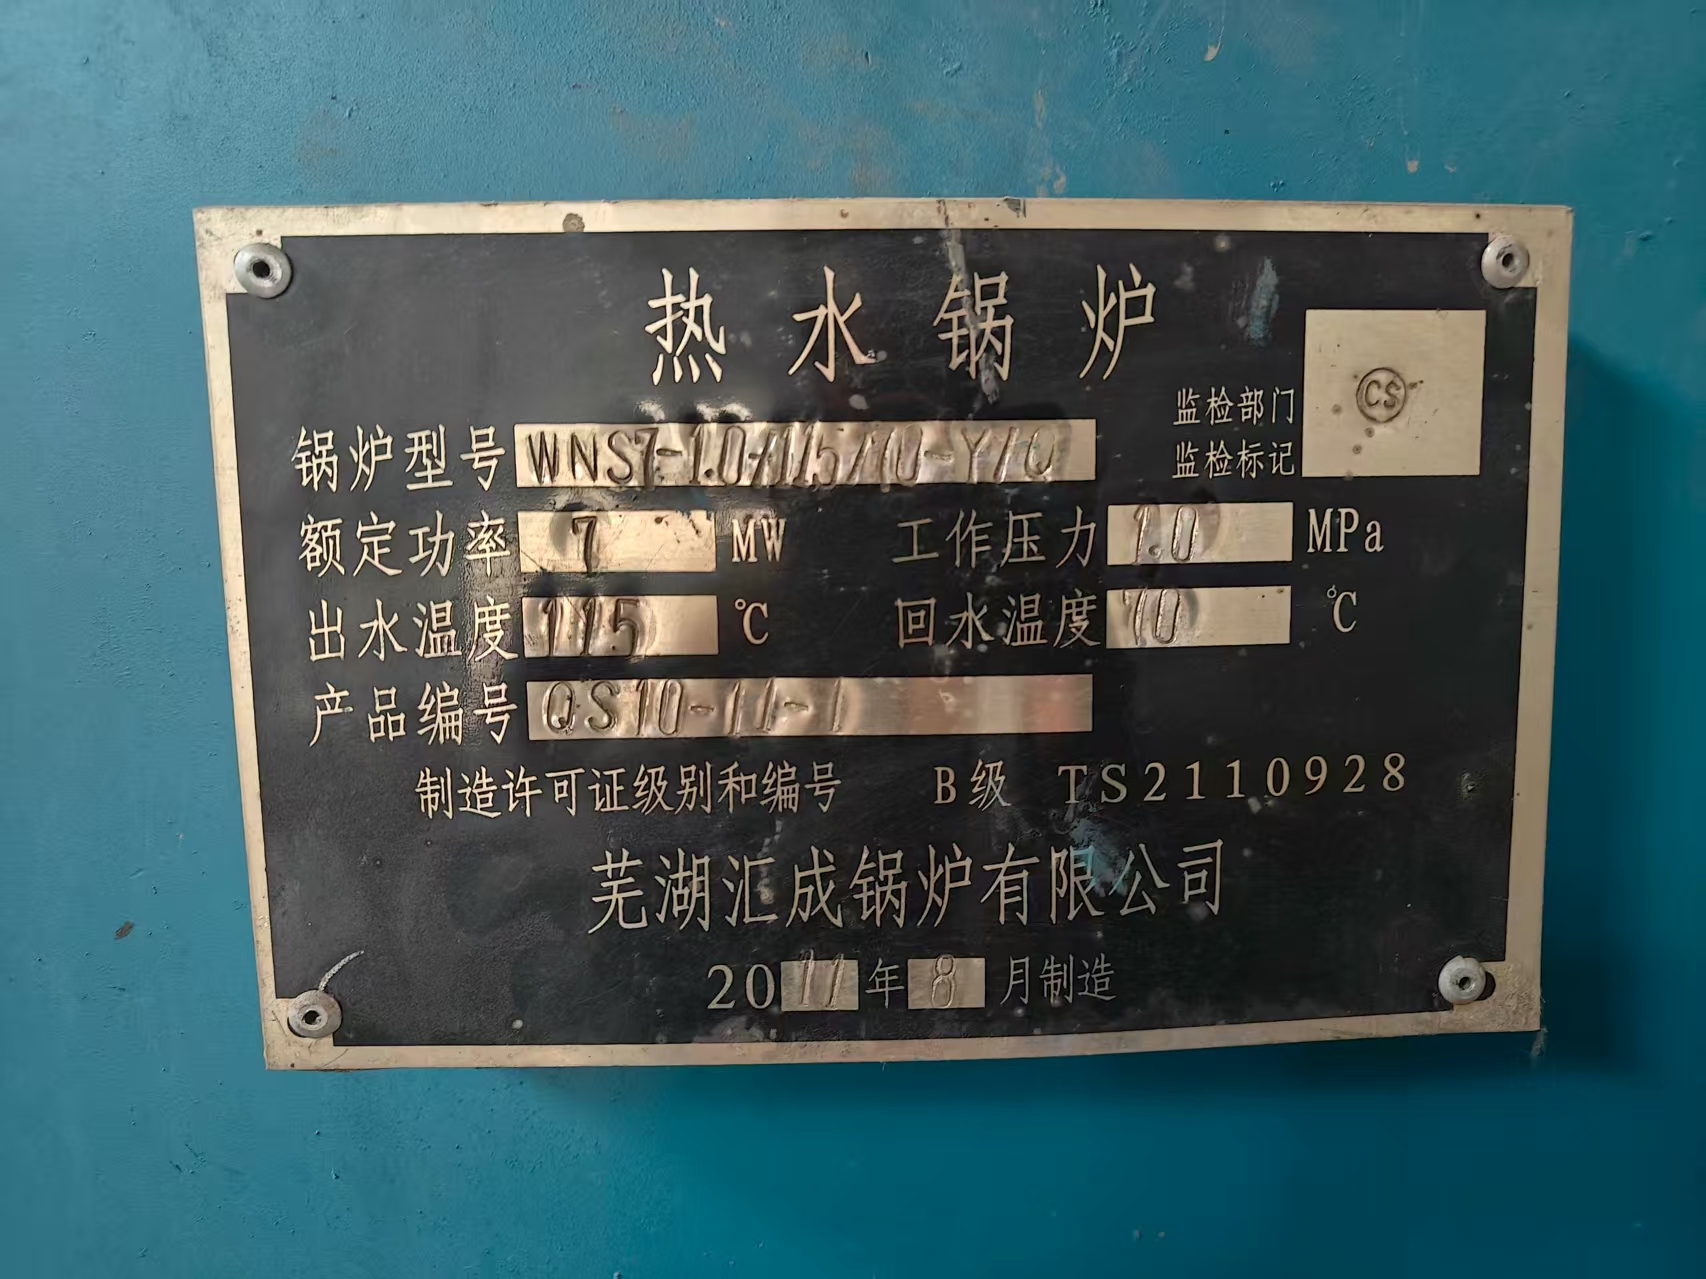 热水锅炉
监检部门
监检标记
CS
锅炉型号 WNS7-1.0/115/70-Y/Q
额定功率 7 MW 工作压力 1.0 MPa
出水温度 115 ℃ 回水温度 70 ℃
产品编号 QS10-11-1
制造许可证级别和编号 B级 TS2110928
芜湖汇成锅炉有限公司
2011年8月制造